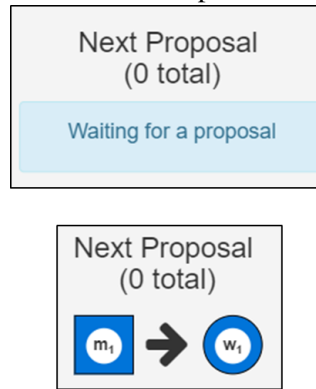 Next Proposal
(0 total)
Waiting for a proposal
Next Proposal
(0 total)
m₁ w₁